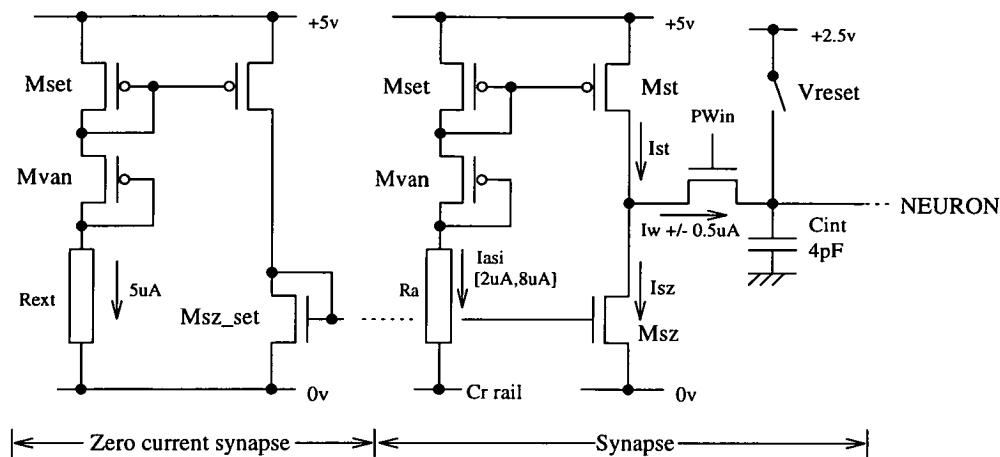 +5v
+5v
+2.5v
Mset
Mset
Mst
Vreset
PWin
Ist
Mvan
Mvan
NEURON
Iw +/- 0.5uA
Cint
4pF
Rext
5uA
Msz_set
Ra
Iasi
[2uA,8uA]
Isz
Msz
0v
Cr rail
0v
Zero current synapse
Synapse